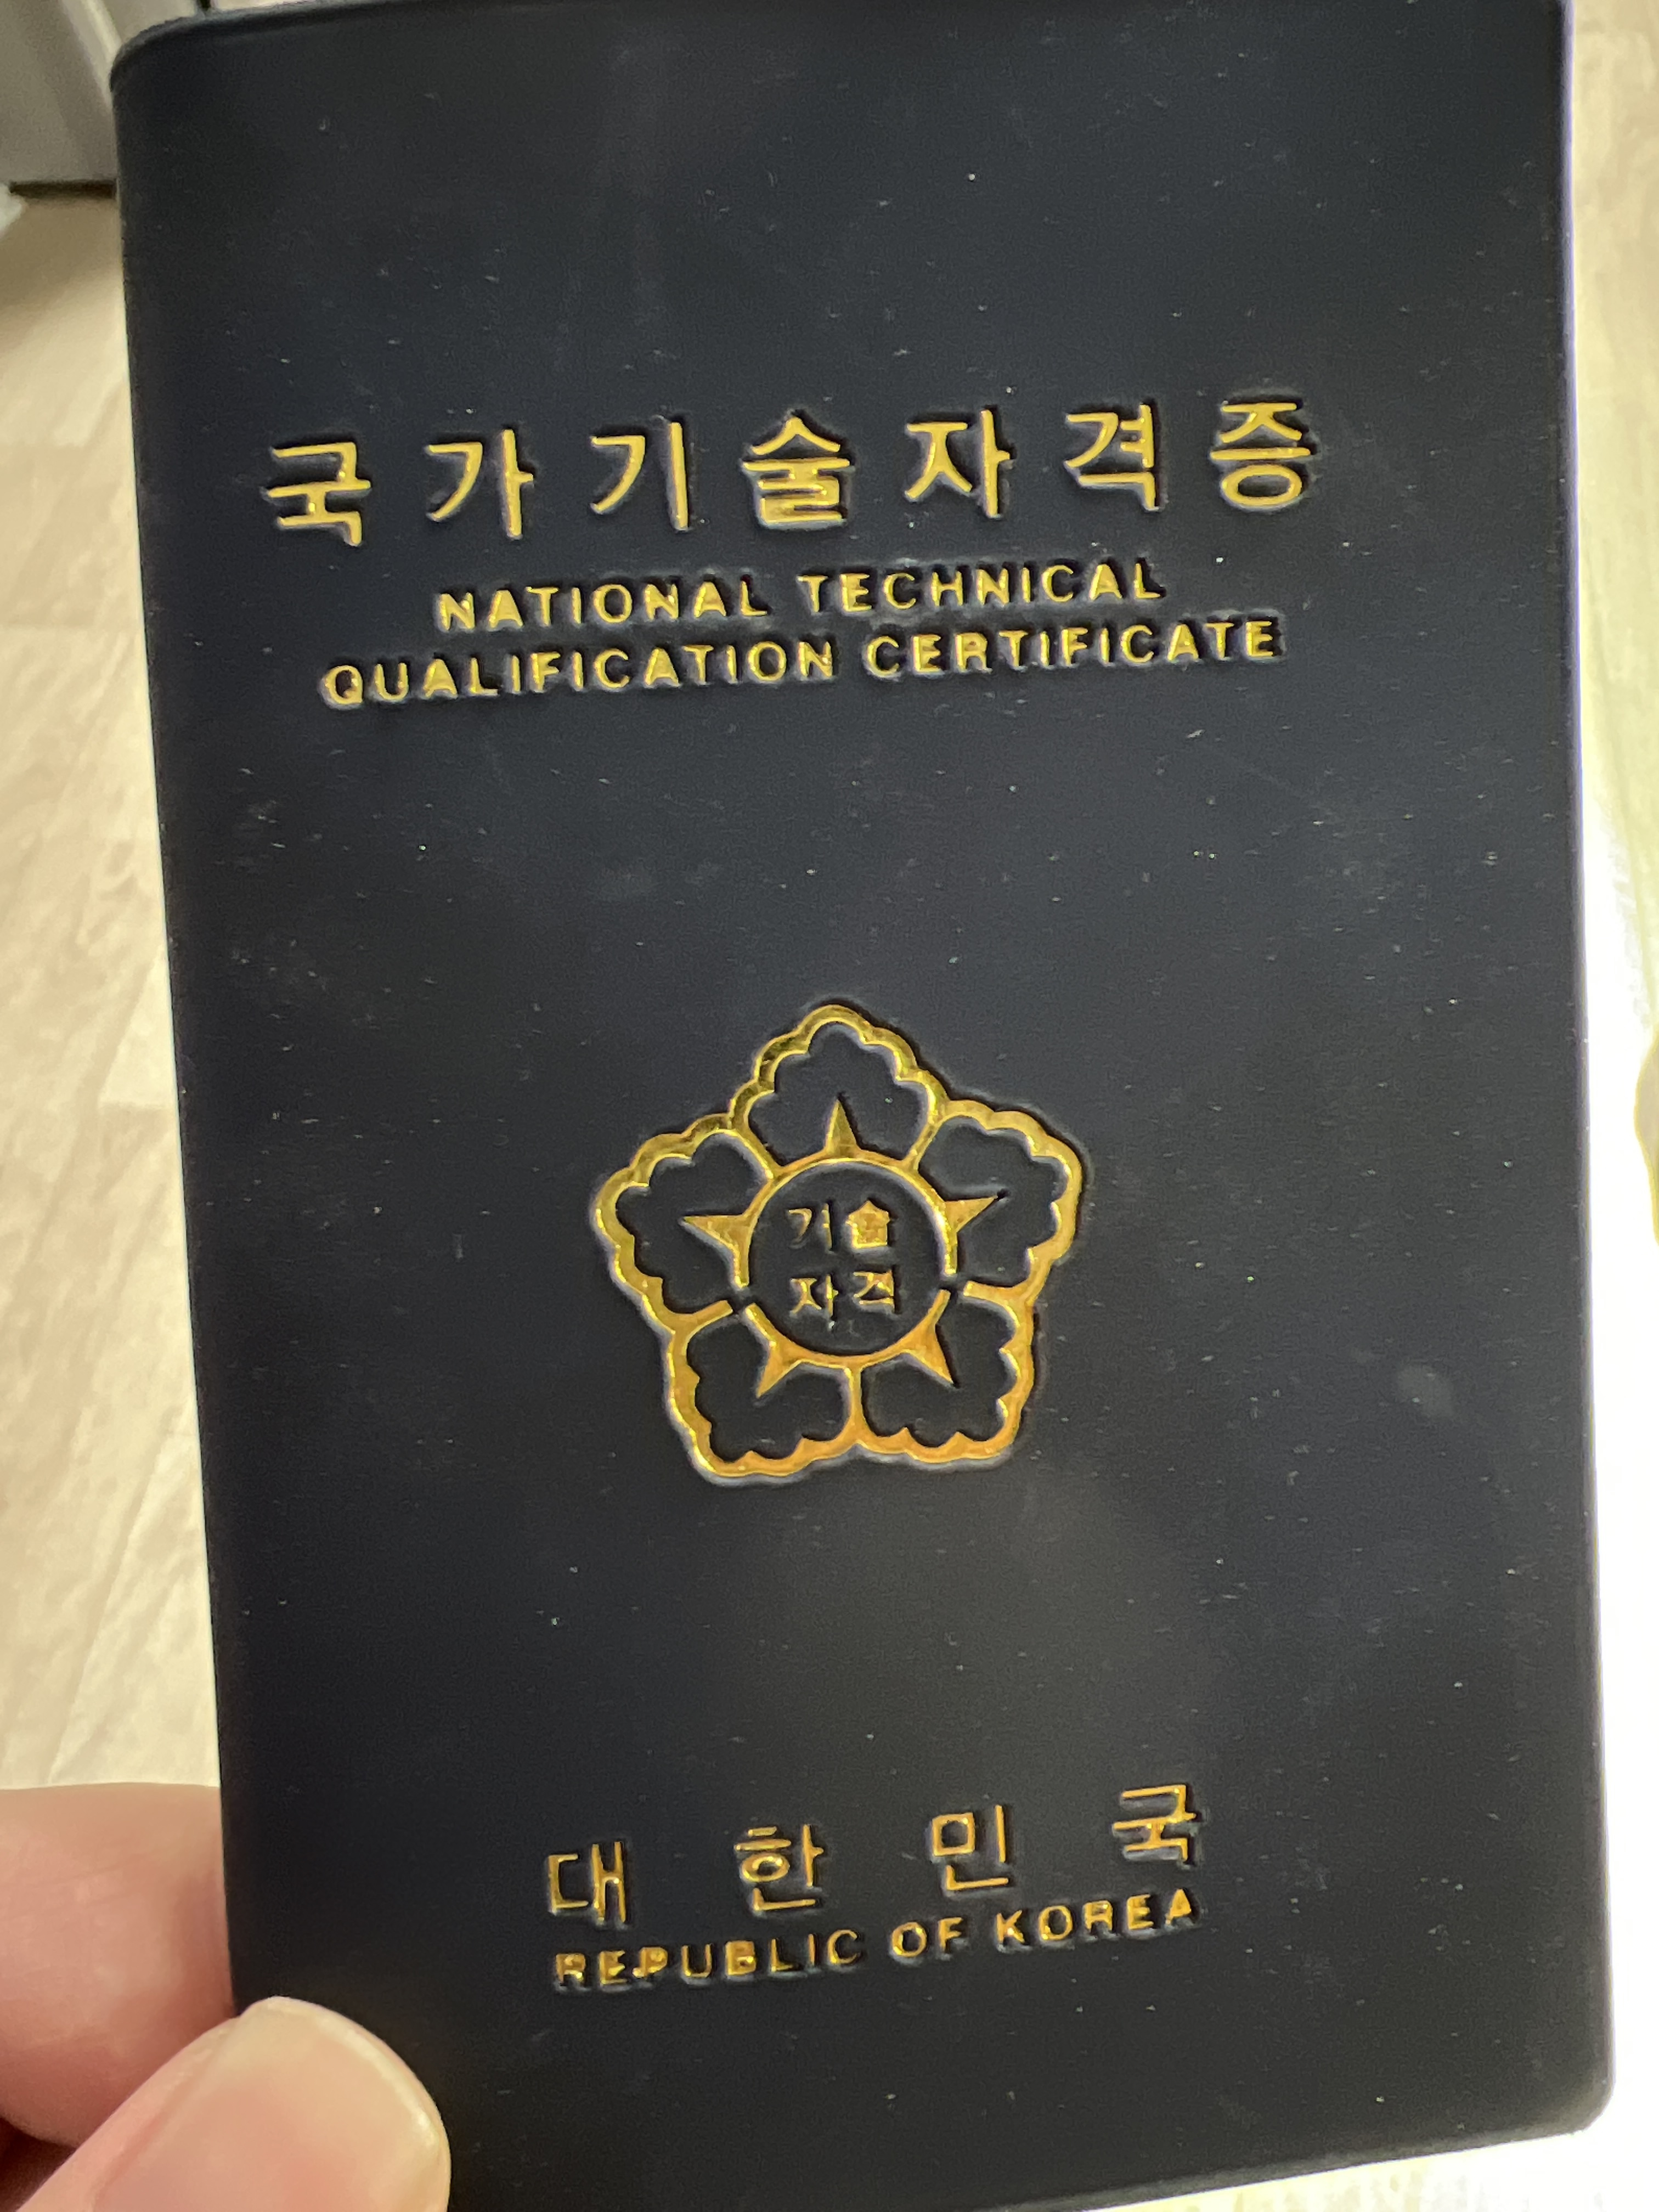 국가기술자격증
NATIONAL TECHNICAL
QUALIFICATION CERTIFICATE
기술
자격
대한민국
REPUBLIC OF KOREA